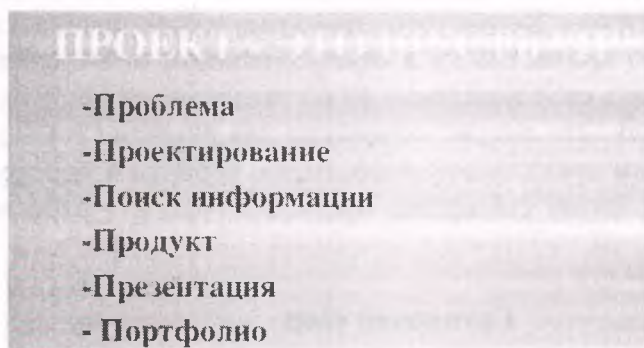 ПРОЕКТ -
-Проблема
-Проектирование
-Поиск информации
-Продукт
-Презентация
- Портфолио